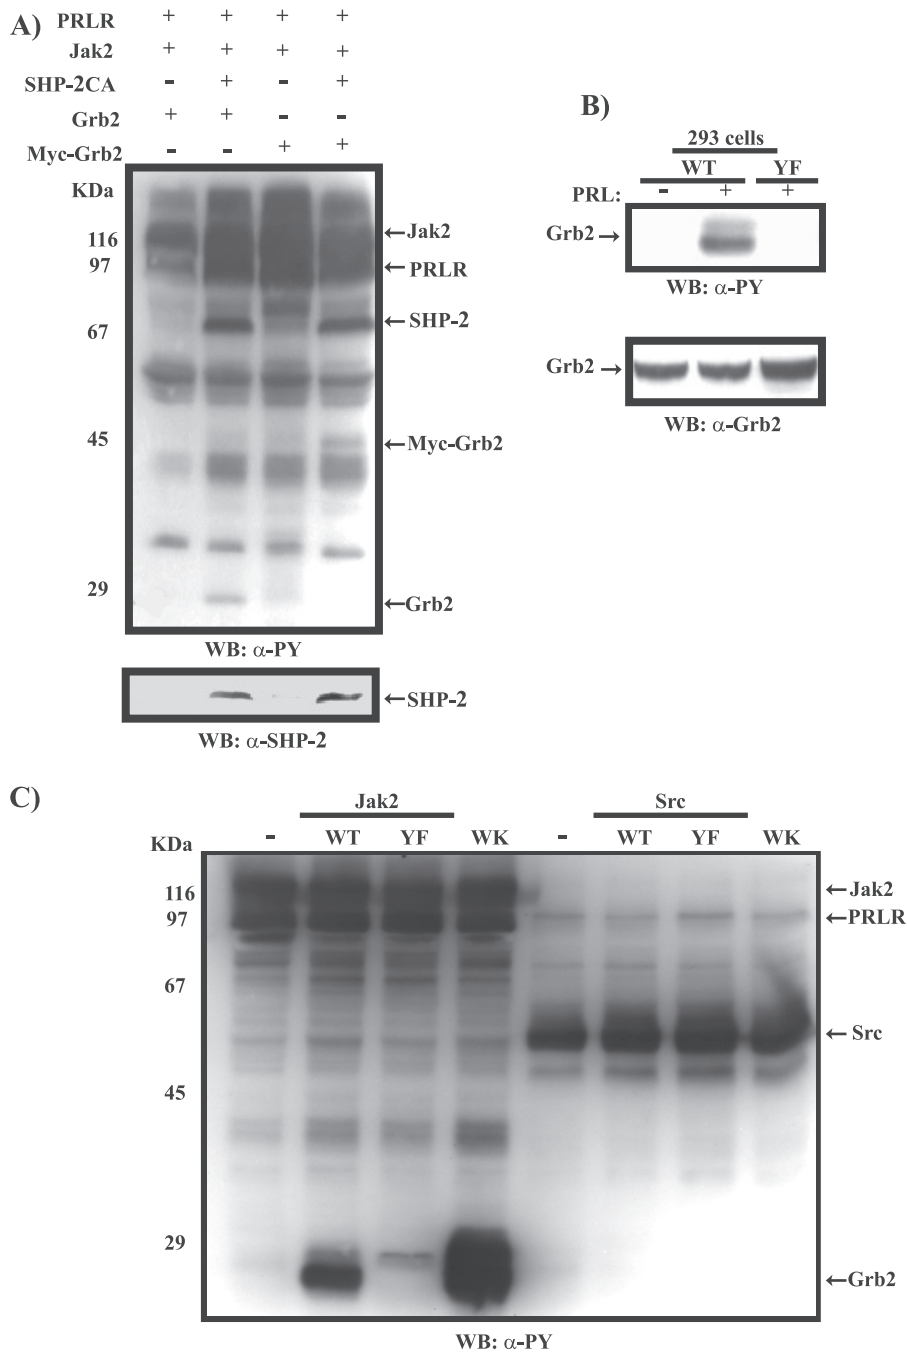 A)
PRLR + + + +
Jak2 + + + +
SHP-2CA - + - +
Grb2 + + - -
Myc-Grb2 - - + +
KDa
116
97
67
45
29
←Jak2
←PRLR
←SHP-2
←Myc-Grb2
←Grb2
WB: α-PY
←SHP-2
WB: α-SHP-2
B)
293 cells
WT YF
PRL: - + +
Grb2→
WB: α-PY
Grb2→
WB: α-Grb2
C)
Jak2 Src
KDa - WT YF WK - WT YF WK
116
97
67
45
29
←Jak2
←PRLR
←Src
←Grb2
WB: α-PY